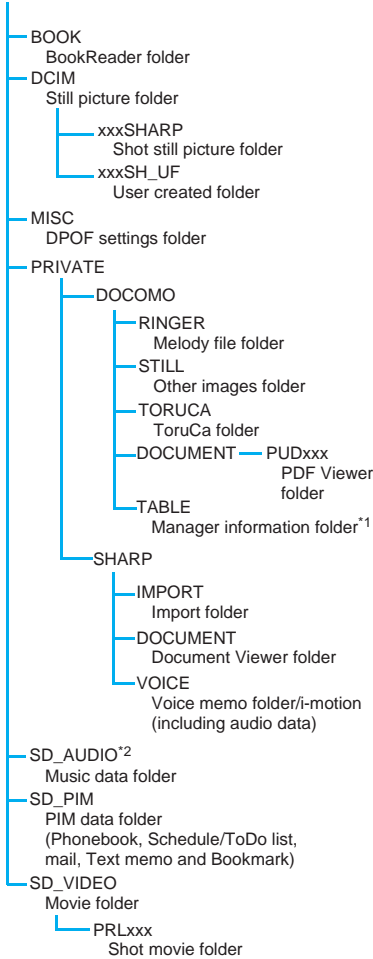 BOOK
BookReader folder
DCIM
Still picture folder
xxxSHARP
Shot still picture folder
xxxSH_UF
User created folder
MISC
DPOF settings folder
PRIVATE
DOCOMO
RINGER
Melody file folder
STILL
Other images folder
TORUCA
ToruCa folder
DOCUMENT PUDxxx
PDF Viewer
folder
TABLE
Manager information folder*1
SHARP
IMPORT
Import folder
DOCUMENT
Document Viewer folder
VOICE
Voice memo folder/i-motion
(including audio data)
SD_AUDIO*2
Music data folder
SD_PIM
PIM data folder
(Phonebook, Schedule/ToDo list,
mail, Text memo and Bookmark)
SD_VIDEO
Movie folder
PRLxxx
Shot movie folder